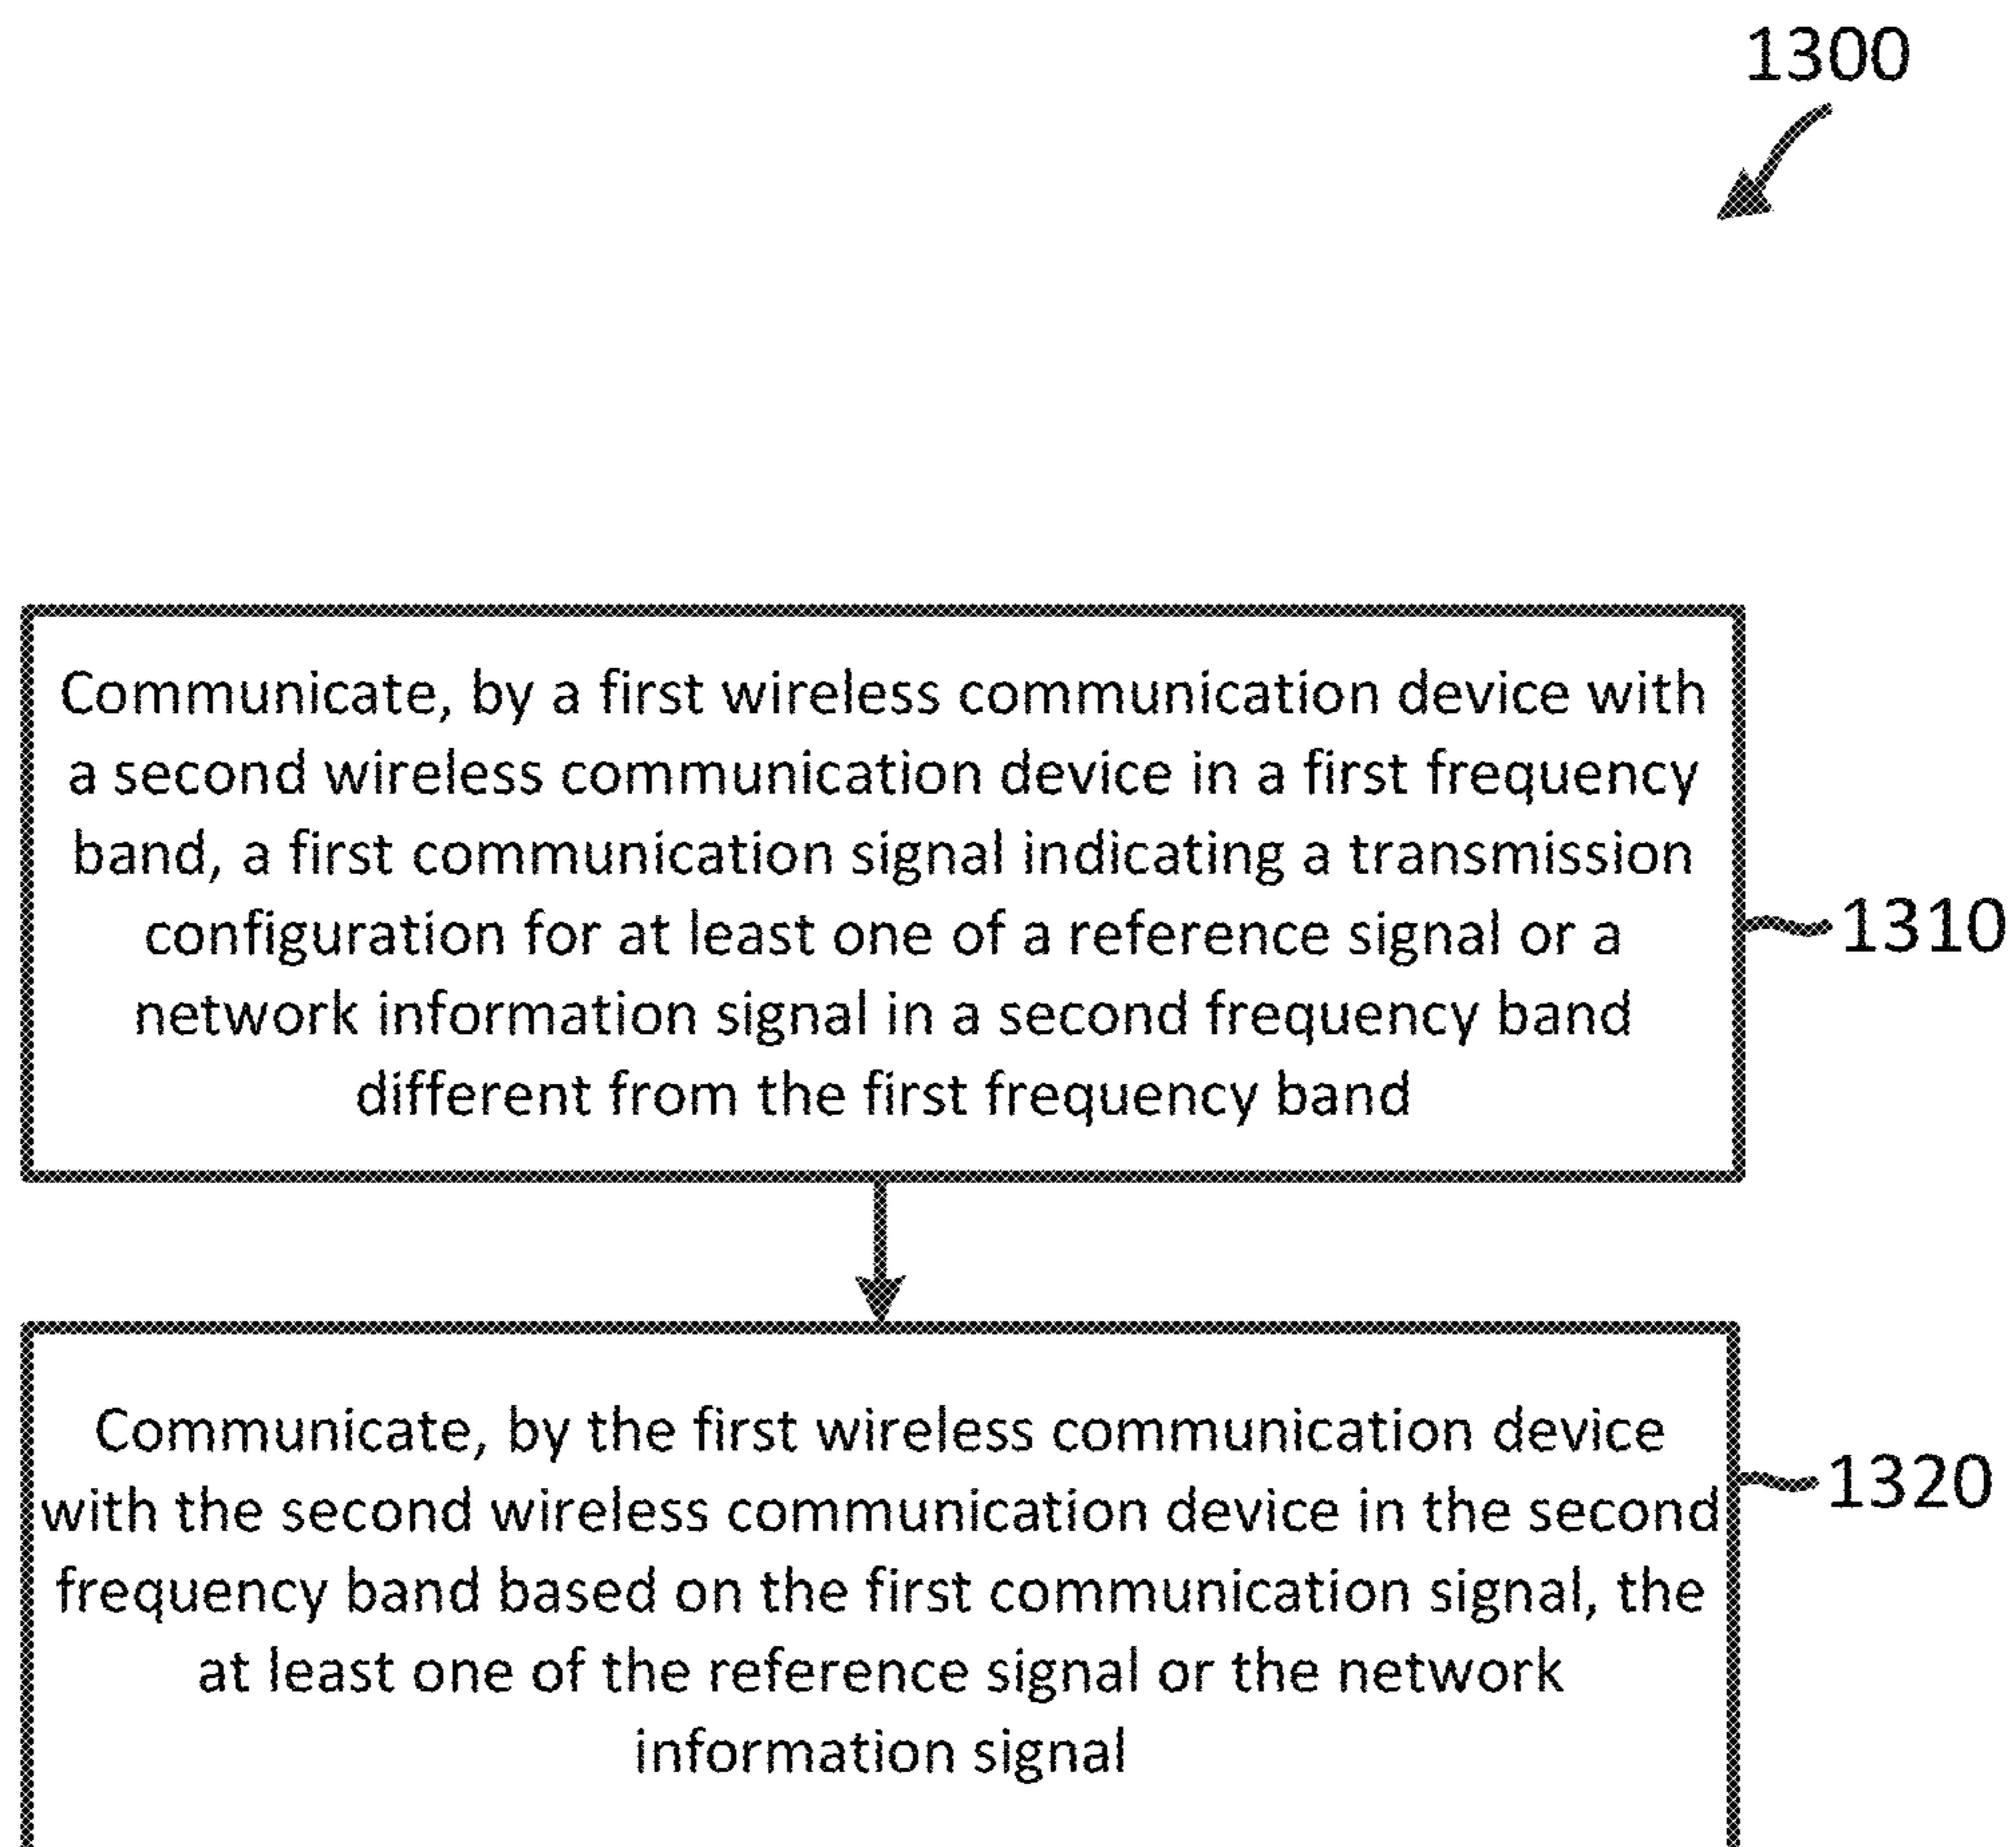 1300
Communicate, by a first wireless communication device with
a second wireless communication device in a first frequency
band, a first communication signal indicating a transmission
configuration for at least one of a reference signal or a
network information signal in a second frequency band
different from the first frequency band
1310
Communicate, by the first wireless communication device
with the second wireless communication device in the second
frequency band based on the first communication signal, the
at least one of the reference signal or the network
information signal
1320